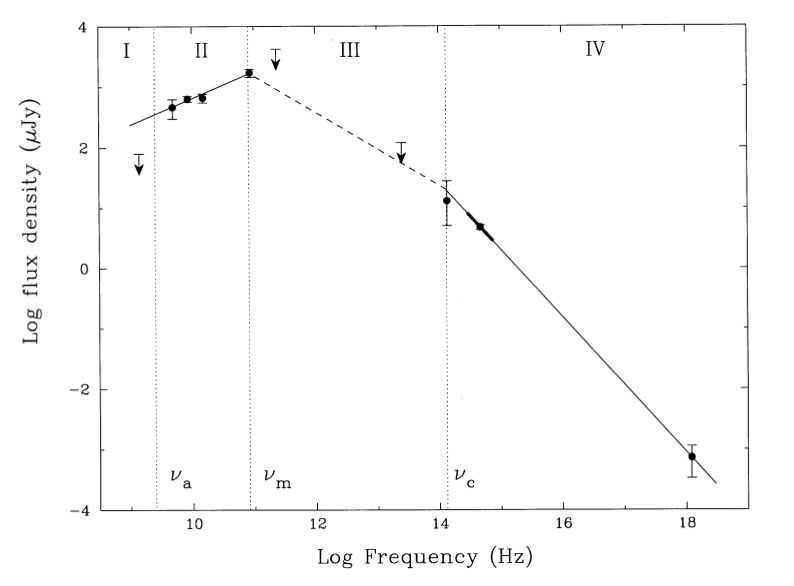 I II III IV
4
2
0
−2
−4
Log flux density (μJy)
ν_a ν_m ν_c
10 12 14 16 18
Log Frequency (Hz)